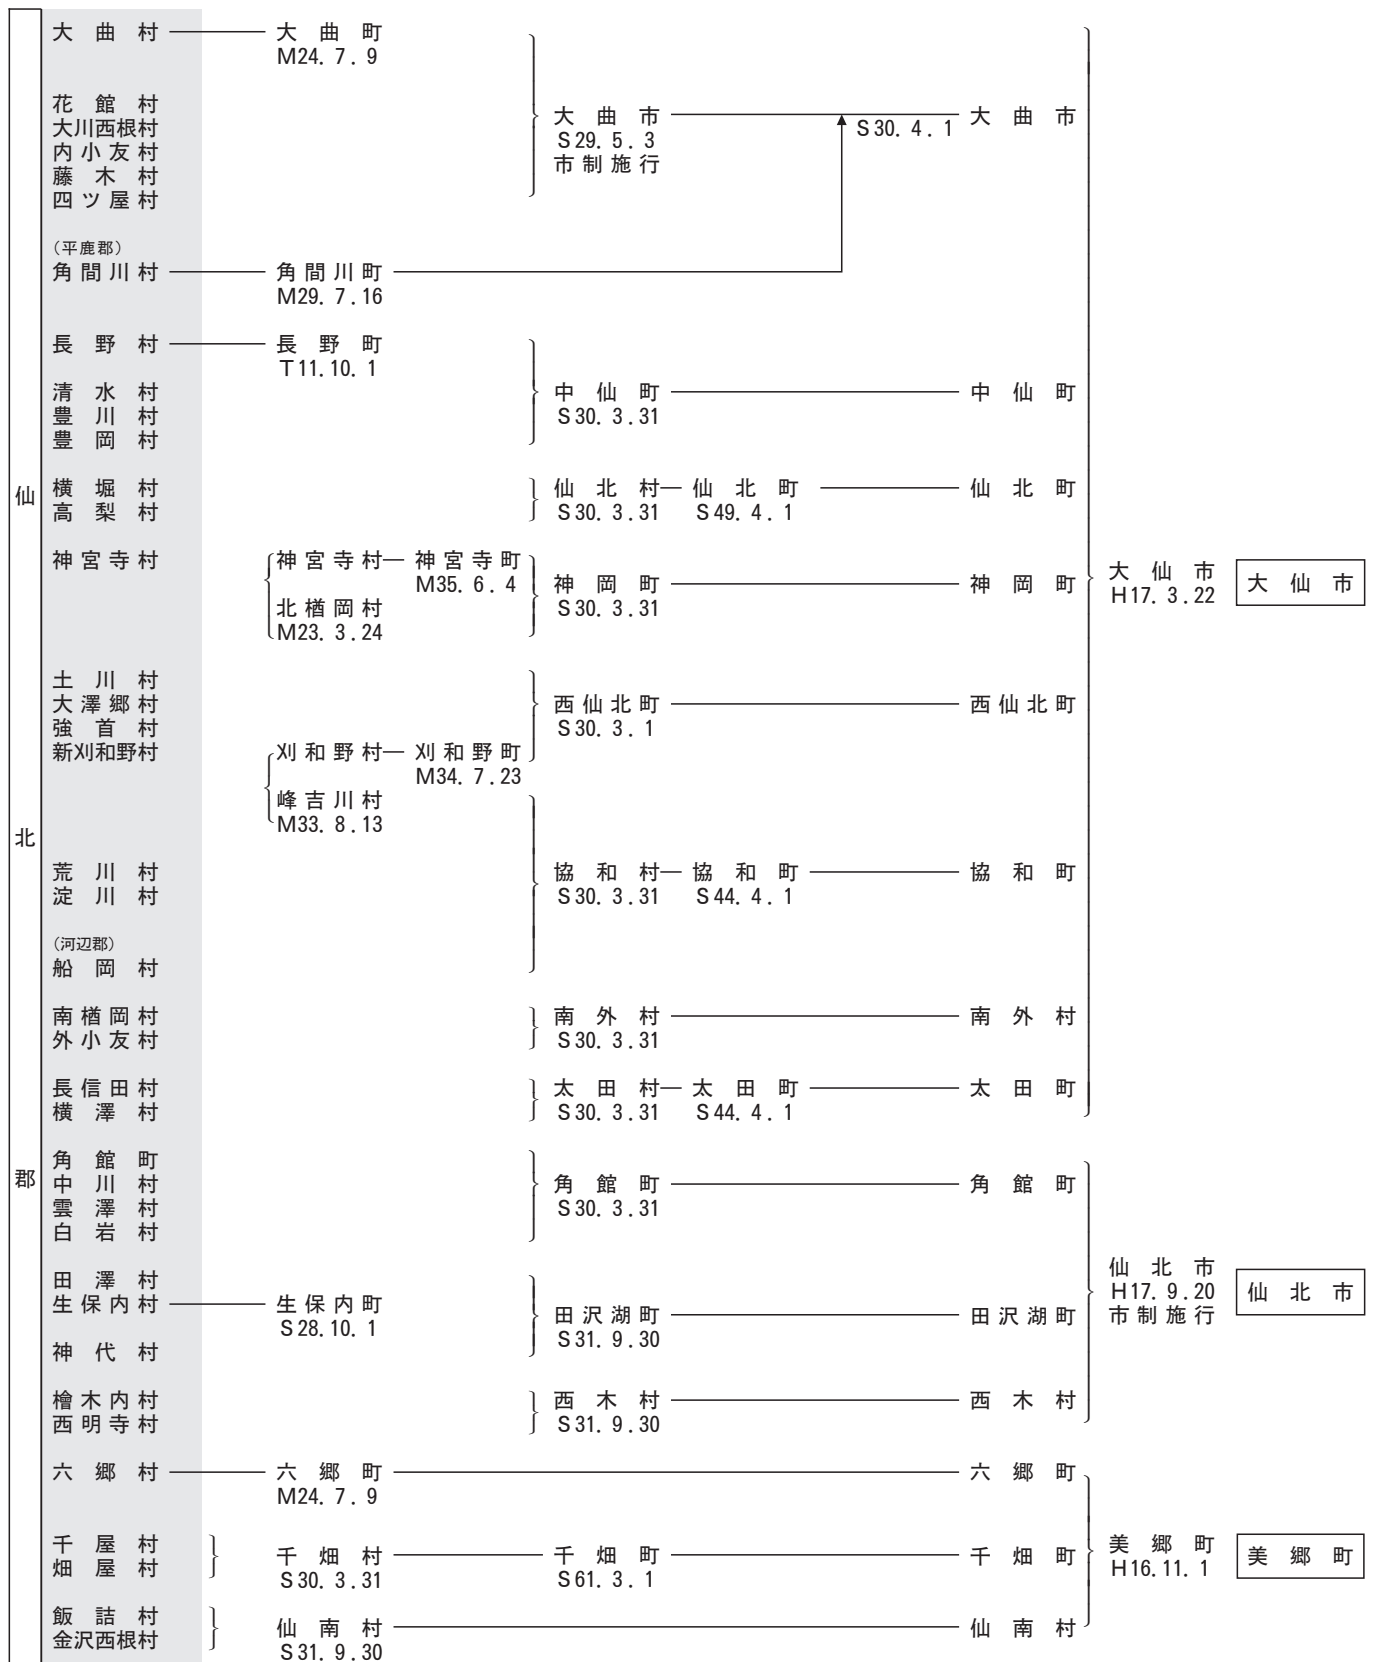 仙北郡
大曲村 大曲町
M24. 7. 9
花館村
大川西根村 大曲市 S30. 4. 1 大曲市
内小友村 S29. 5. 3
藤木村 市制施行
四ツ屋村
(平鹿郡)
角間川村 角間川町
M29. 7.16
長野村 長野町
T11.10. 1
清水村 中仙町 中仙町
豊川村 S30. 3.31
豊岡村
横堀村 仙北村 仙北町 仙北町
高梨村 S30. 3.31 S49. 4. 1
神宮寺村 神宮寺村 神宮寺町
M35. 6. 4 神岡町 神岡町 大仙市 大仙市
北楢岡村 S30. 3.31 H17. 3.22
M23. 3.24
土川村
大澤郷村 西仙北町 西仙北町
強首村 S30. 3. 1
新刈和野村 刈和野村 刈和野町
M34. 7.23
峰吉川村
M33. 8.13
荒川村 協和村 協和町 協和町
淀川村 S30. 3.31 S44. 4. 1
(河辺郡)
船岡村
南楢岡村 南外村 南外村
外小友村 S30. 3.31
長信田村 太田村 太田町 太田町
横澤村 S30. 3.31 S44. 4. 1
角館町
中川村 角館町 角館町
雲澤村 S30. 3.31
白岩村
田澤村 仙北市
生保内村 生保内町 田沢湖町 田沢湖町 H17. 9.20 仙北市
S28.10. 1 S31. 9.30 市制施行
神代村
檜木内村 西木村 西木村
西明寺村 S31. 9.30
六郷村 六郷町 六郷町
M24. 7. 9
千屋村 千畑村 千畑町 千畑町 美郷町 美郷町
畑屋村 S30. 3.31 S61. 3. 1 H16.11. 1
飯詰村 仙南村 仙南村
金沢西根村 S31. 9.30